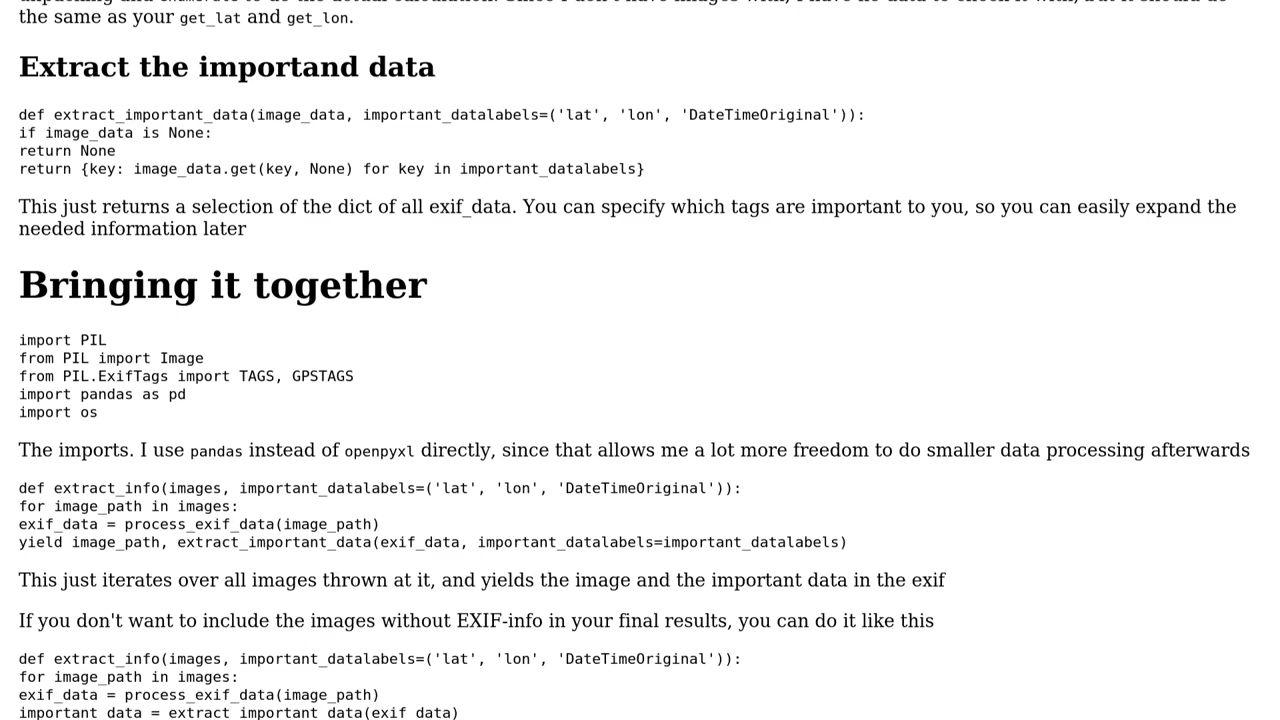 the same as your get_lat and get_lon.
Extract the importand data
def extract_important_data(image_data, important_datalabels=('lat', 'lon', 'DateTimeOriginal')):
if image_data is None:
return None
return {key: image_data.get(key, None) for key in important_datalabels}
This just returns a selection of the dict of all exif_data. You can specify which tags are important to you, so you can easily expand the
needed information later
Bringing it together
import PIL
from PIL import Image
from PIL.ExifTags import TAGS, GPSTAGS
import pandas as pd
import os
The imports. I use pandas instead of openpyxl directly, since that allows me a lot more freedom to do smaller data processing afterwards
def extract_info(images, important_datalabels=('lat', 'lon', 'DateTimeOriginal')):
for image_path in images:
exif_data = process_exif_data(image_path)
yield image_path, extract_important_data(exif_data, important_datalabels=important_datalabels)
This just iterates over all images thrown at it, and yields the image and the important data in the exif
If you don't want to include the images without EXIF-info in your final results, you can do it like this
def extract_info(images, important_datalabels=('lat', 'lon', 'DateTimeOriginal')):
for image_path in images:
exif_data = process_exif_data(image_path)
important_data = extract_important_data(exif_data)